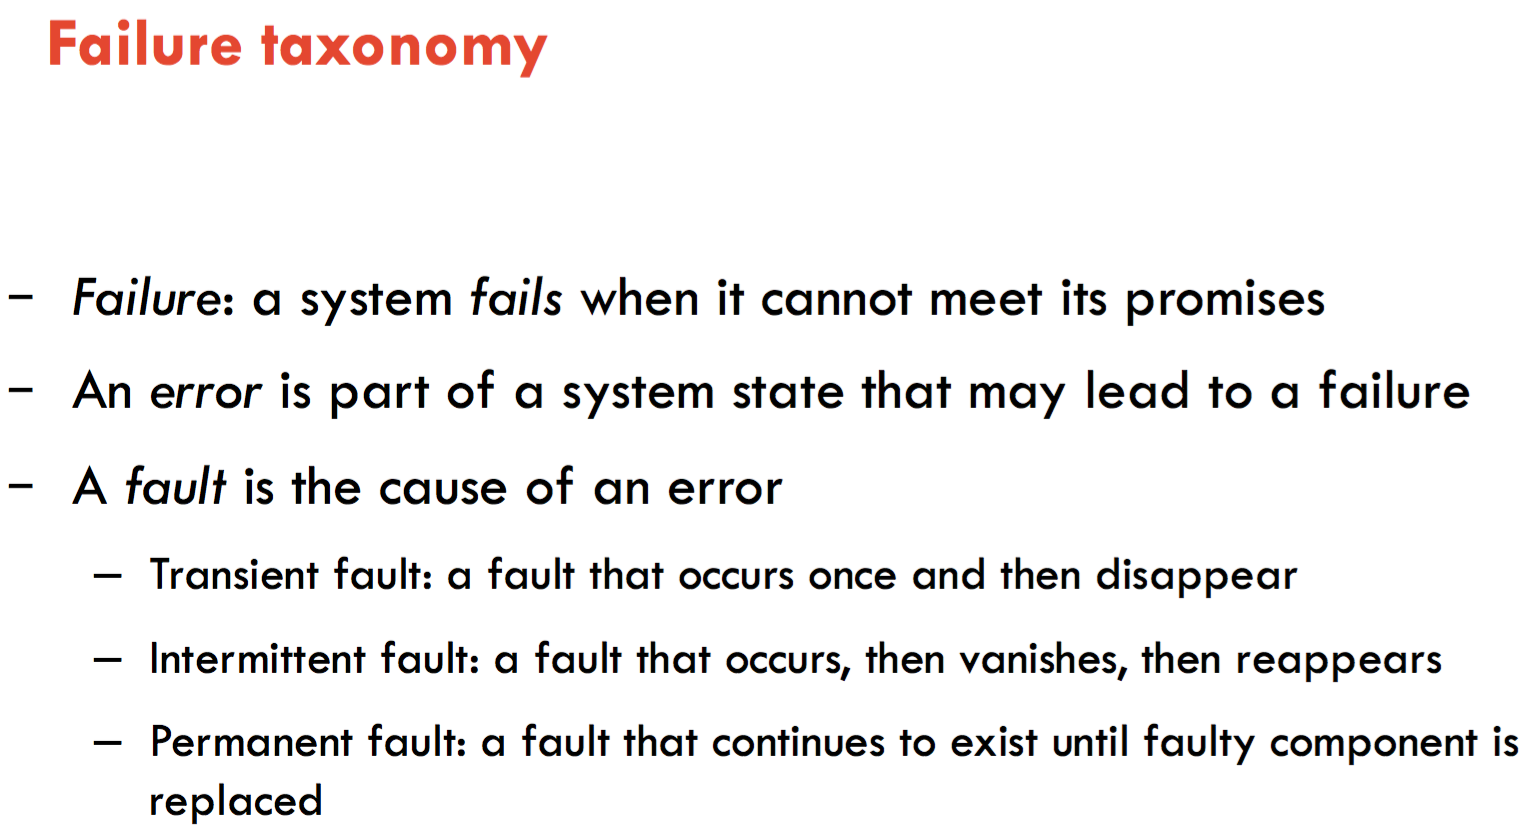 Failure taxonomy
– Failure: a system fails when it cannot meet its promises
– An error is part of a system state that may lead to a failure
– A fault is the cause of an error
– Transient fault: a fault that occurs once and then disappear
– Intermittent fault: a fault that occurs, then vanishes, then reappears
– Permanent fault: a fault that continues to exist until faulty component is
replaced